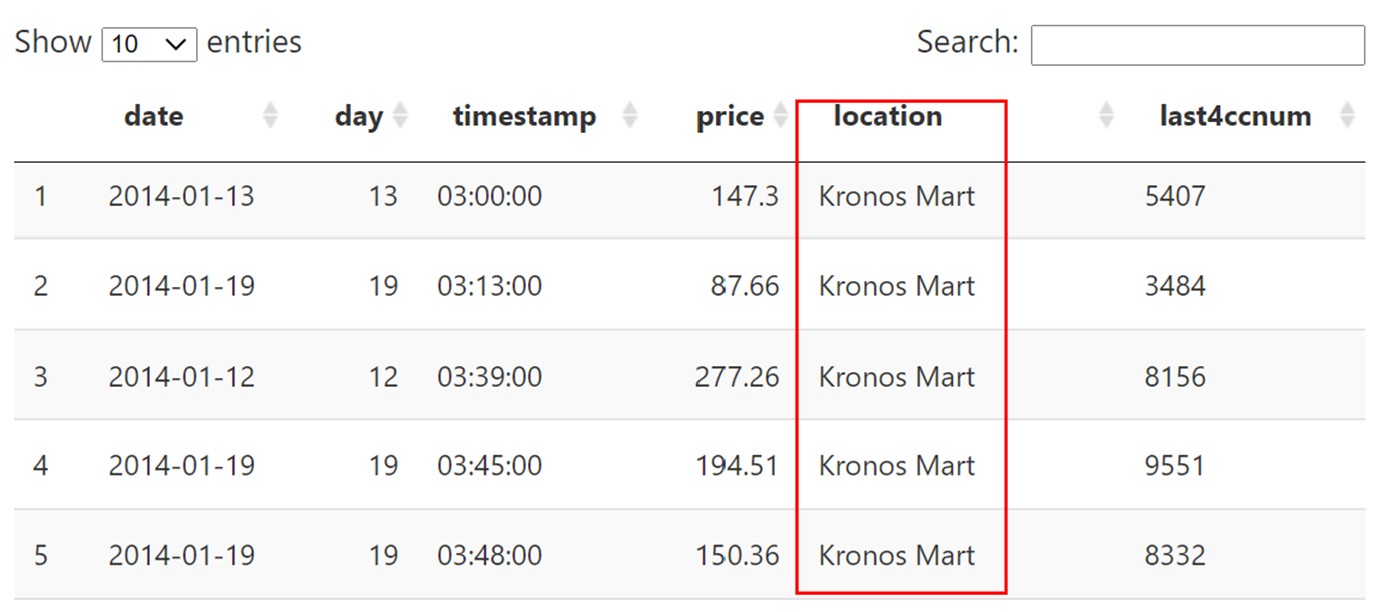 Show 10 entries Search:
date day timestamp price location last4ccnum
1 2014-01-13 13 03:00:00 147.3 Kronos Mart 5407
2 2014-01-19 19 03:13:00 87.66 Kronos Mart 3484
3 2014-01-12 12 03:39:00 277.26 Kronos Mart 8156
4 2014-01-19 19 03:45:00 194.51 Kronos Mart 9551
5 2014-01-19 19 03:48:00 150.36 Kronos Mart 8332